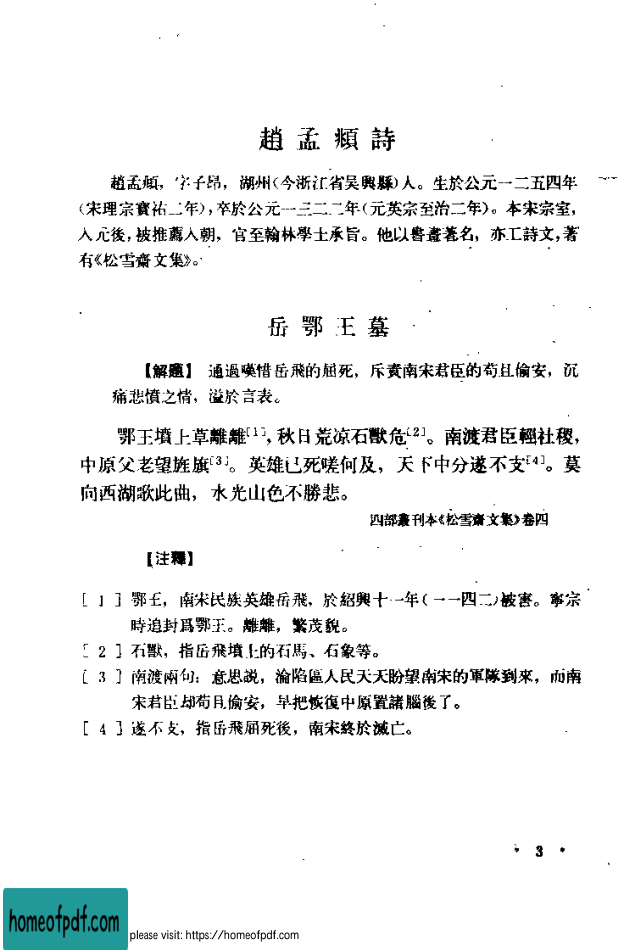 趙孟頫詩
趙孟頫，字子昂，湖州（今浙江省吴興縣）人。生於公元一二五四年
（宋理宗寶祐二年），卒於公元一三二二年（元英宗至治二年）。本宋宗室，
入元後，被推薦入朝，官至翰林學士承旨。他以書畫著名，亦工詩文，著
有《松雪齋文集》。
岳鄂王墓
【解題】 通過嘆惜岳飛的屈死，斥責南宋君臣的苟且偷安，沉
痛悲憤之情，溢於言表。
鄂王墳上草離離[1]，秋日荒凉石獸危[2]。南渡君臣輕社稷，
中原父老望旌旗[3]。英雄已死嗟何及，天下中分遂不支[4]。莫
向西湖歌此曲，水光山色不勝悲。
四部叢刊本《松雪齋文集》卷四
【注釋】
[1] 鄂王，南宋民族英雄岳飛，於紹興十一年（一一四二）被害。寧宗
時追封爲鄂王。離離，繁茂貌。
[2] 石獸，指岳飛墳上的石馬、石象等。
[3] 南渡兩句：意思説，淪陷區人民天天盼望南宋的軍隊到來，而南
宋君臣却苟且偷安，早把恢復中原置諸腦後了。
[4] 遂不支，指岳飛屈死後，南宋終於滅亡。
· 3 ·
homeofpdf.com
please visit: https://homeofpdf.com